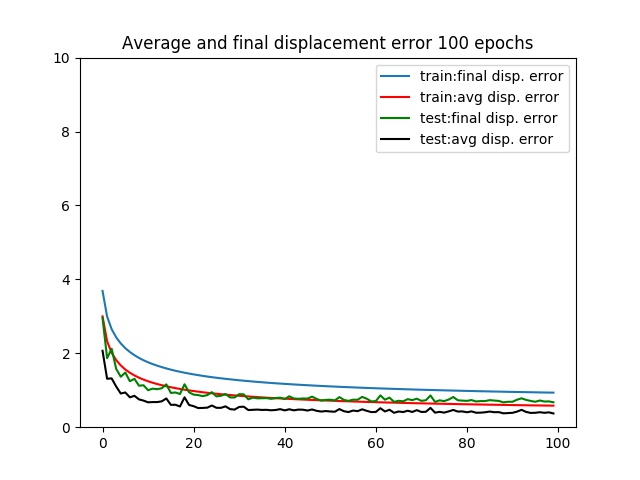 Average and final displacement error 100 epochs
10
8
6
4
2
0
train:final disp. error
train:avg disp. error
test:final disp. error
test:avg disp. error
0 20 40 60 80 100